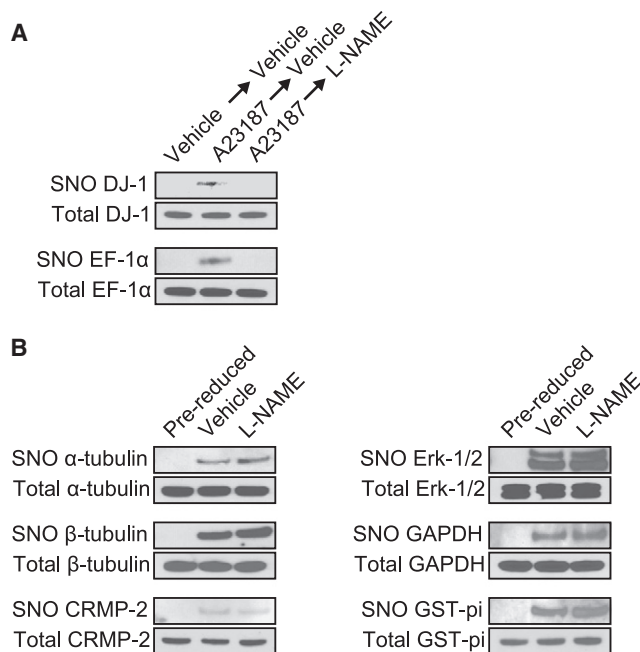 A
Vehicle → Vehicle
A23187 → Vehicle
A23187 → L-NAME
SNO DJ-1
Total DJ-1
SNO EF-1α
Total EF-1α
B
Pre-reduced
Vehicle
L-NAME
SNO α-tubulin
Total α-tubulin
SNO β-tubulin
Total β-tubulin
SNO CRMP-2
Total CRMP-2
Pre-reduced
Vehicle
L-NAME
SNO Erk-1/2
Total Erk-1/2
SNO GAPDH
Total GAPDH
SNO GST-pi
Total GST-pi